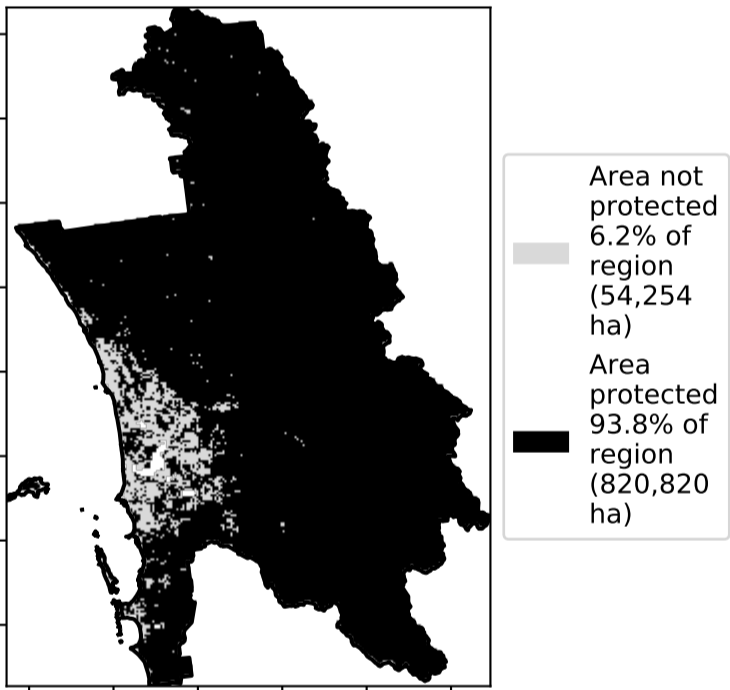 Area not
protected
6.2% of
region
(54,254
ha)
Area
protected
93.8% of
region
(820,820
ha)